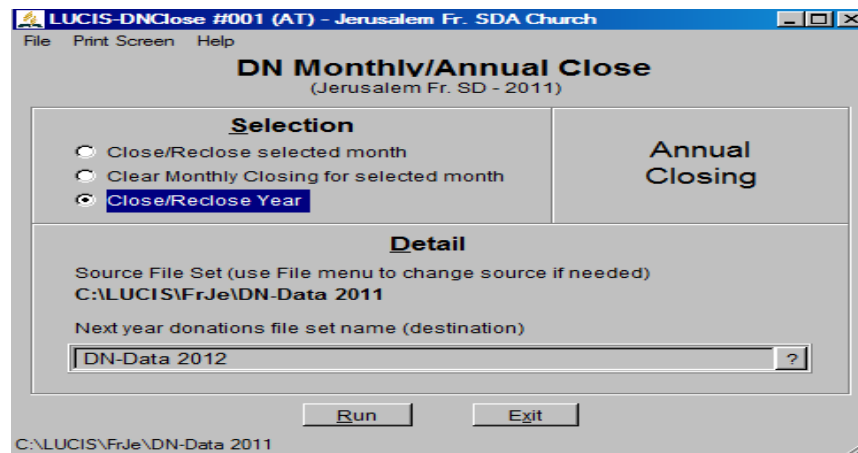 LUCIS-DNClose #001 (AT) - Jerusalem Fr. SDA Church
File Print Screen Help
DN Monthly/Annual Close
(Jerusalem Fr. SD - 2011)
Selection
Close/Reclose selected month
Clear Monthly Closing for selected month
Close/Reclose Year
Annual
Closing
Detail
Source File Set (use File menu to change source if needed)
C:\LUCIS\FrJe\DN-Data 2011
Next year donations file set name (destination)
DN-Data 2012 ?
Run Exit
C:\LUCIS\FrJe\DN-Data 2011